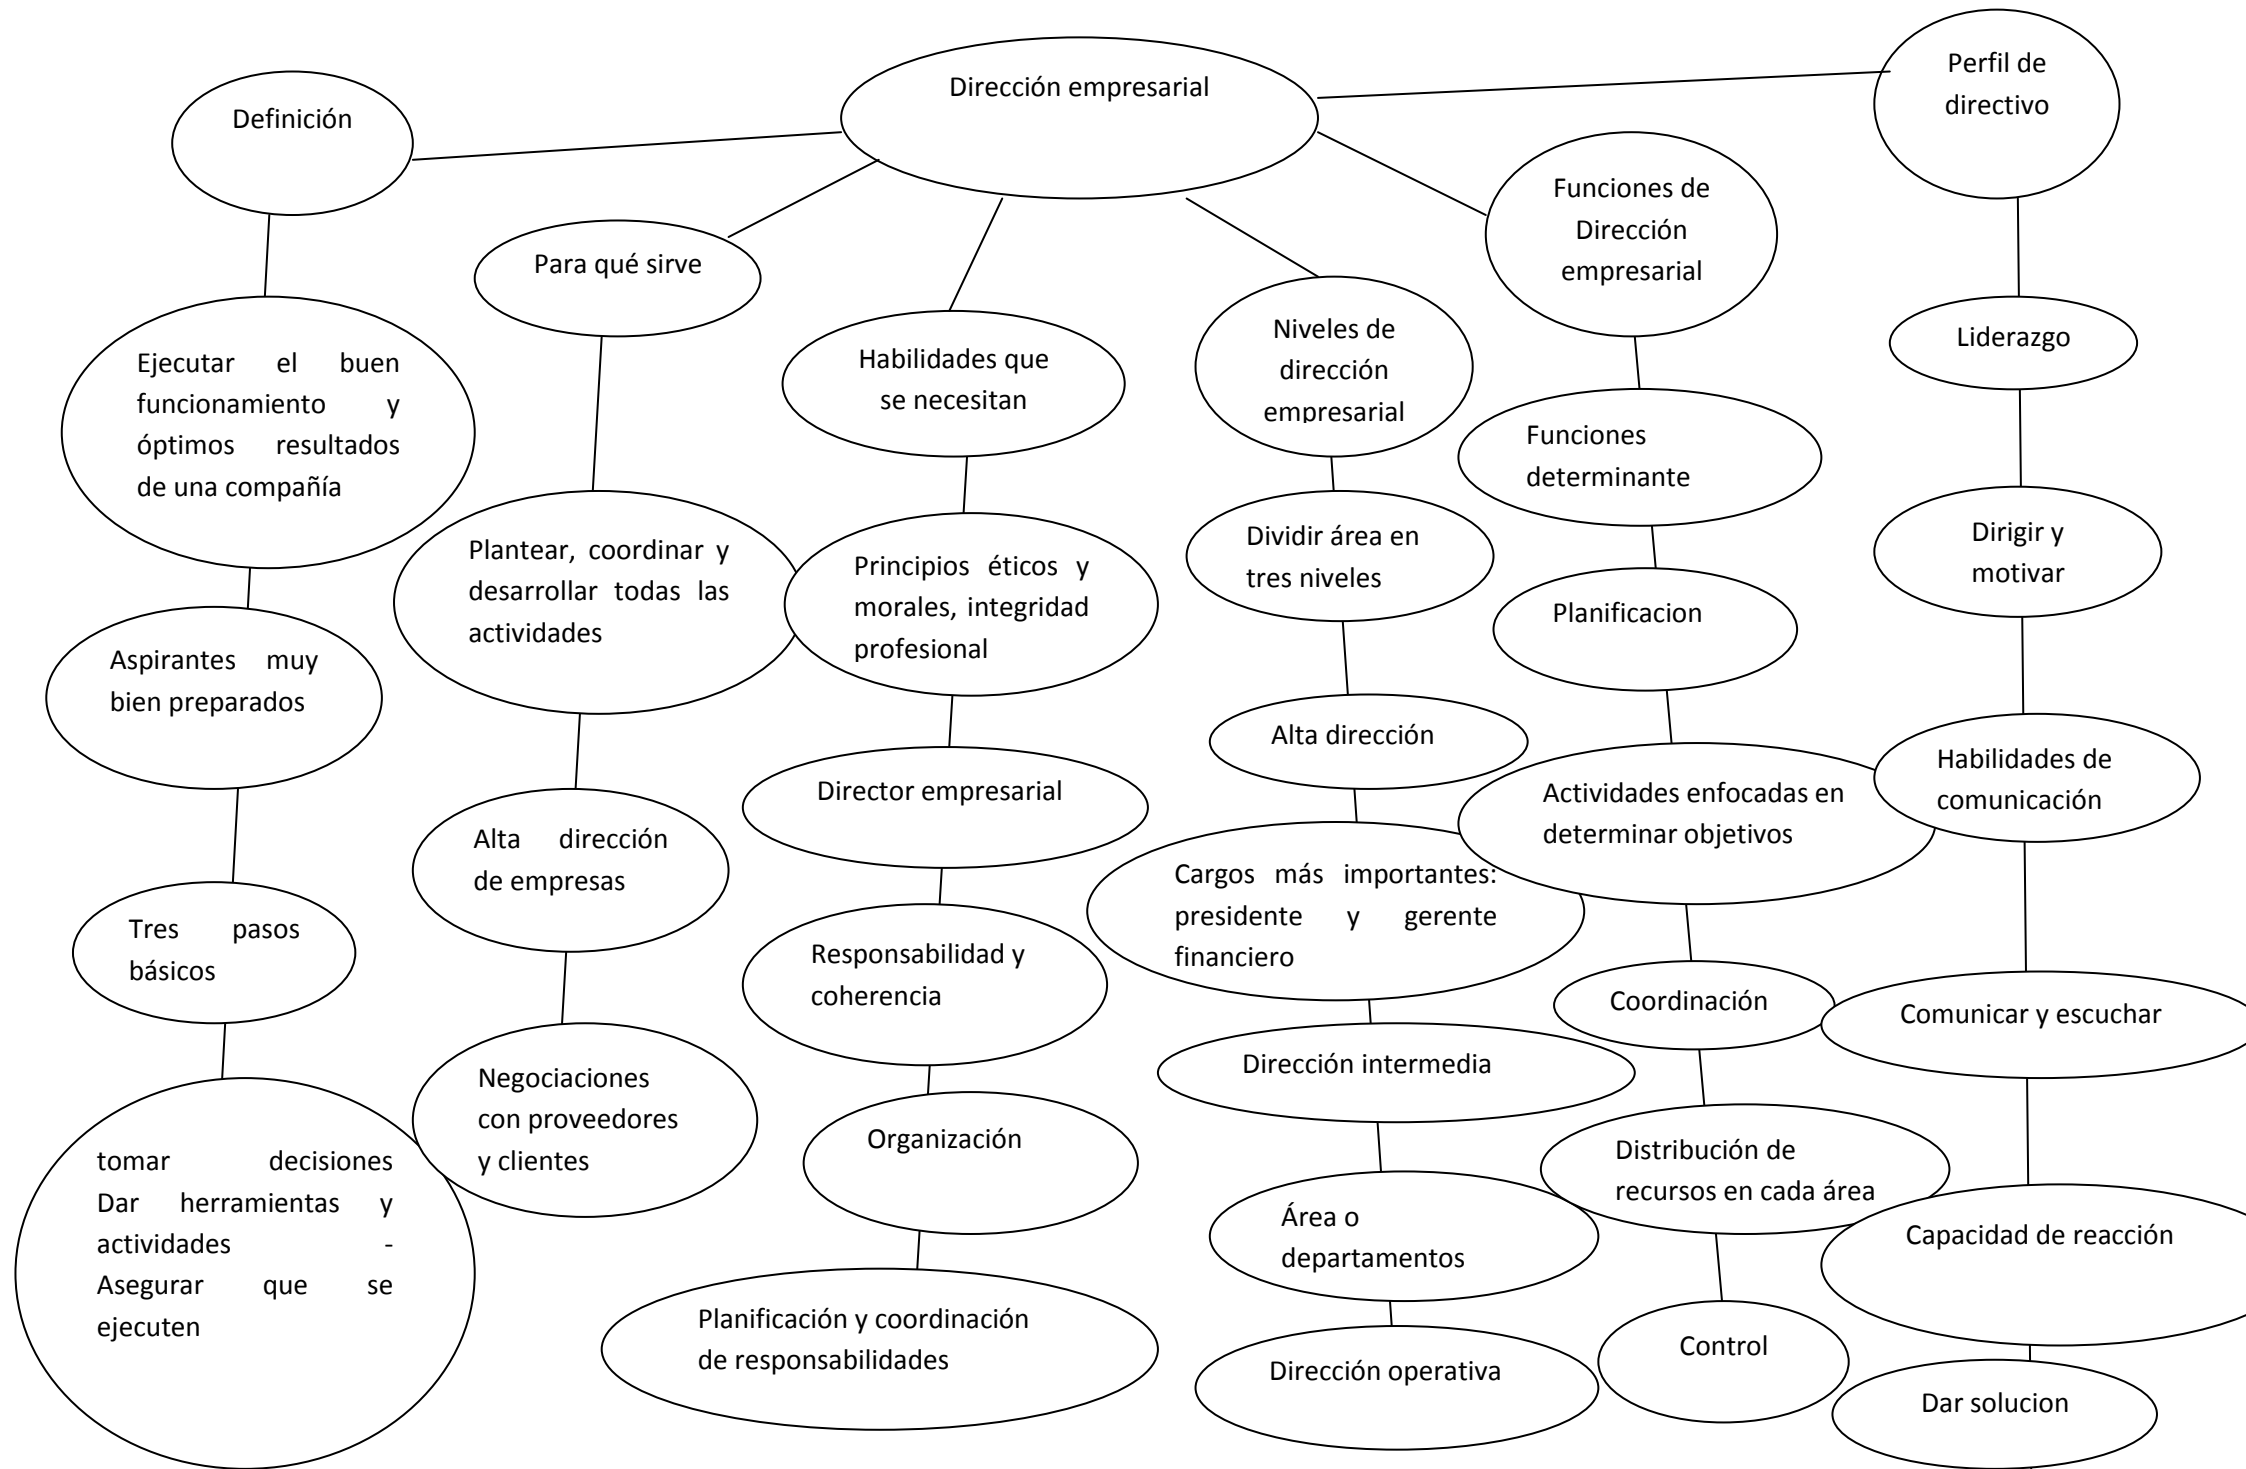 Dirección empresarial
Definición
Ejecutar el buen
funcionamiento y
óptimos resultados
de una compañía
Aspirantes muy
bien preparados
Tres pasos
básicos
tomar decisiones
Dar herramientas y
actividades -
Asegurar que se
ejecuten
Para qué sirve
Plantear, coordinar y
desarrollar todas las
actividades
Alta dirección
de empresas
Negociaciones
con proveedores
y clientes
Habilidades que
se necesitan
Principios éticos y
morales, integridad
profesional
Director empresarial
Responsabilidad y
coherencia
Organización
Planificación y coordinación
de responsabilidades
Niveles de
dirección
empresarial
Dividir área en
tres niveles
Alta dirección
Cargos más importantes:
presidente y gerente
financiero
Dirección intermedia
Área o
departamentos
Dirección operativa
Funciones de
Dirección
empresarial
Funciones
determinante
Planificacion
Actividades enfocadas en
determinar objetivos
Coordinación
Distribución de
recursos en cada área
Control
Perfil de
directivo
Liderazgo
Dirigir y
motivar
Habilidades de
comunicación
Comunicar y escuchar
Capacidad de reacción
Dar solucion